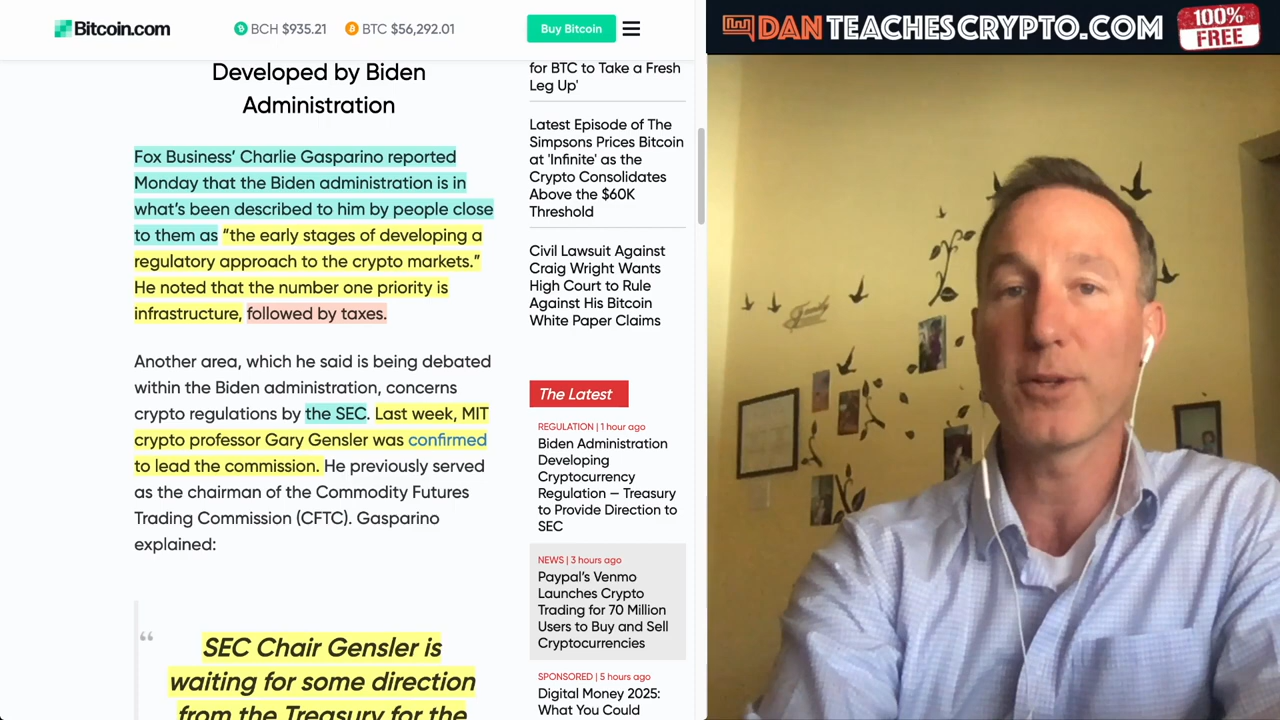 Bitcoin.com
BCH $935.21
BTC $56,292.01
Buy Bitcoin
Developed by Biden
Administration
Fox Business’ Charlie Gasparino reported
Monday that the Biden administration is in
what’s been described to him by people close
to them as “the early stages of developing a
regulatory approach to the crypto markets.”
He noted that the number one priority is
infrastructure, followed by taxes.
Another area, which he said is being debated
within the Biden administration, concerns
crypto regulations by the SEC. Last week, MIT
crypto professor Gary Gensler was confirmed
to lead the commission. He previously served
as the chairman of the Commodity Futures
Trading Commission (CFTC). Gasparino
explained:
“
SEC Chair Gensler is
waiting for some direction
from the Treasury for the
for BTC to Take a Fresh
Leg Up'
Latest Episode of The
Simpsons Prices Bitcoin
at 'Infinite' as the
Crypto Consolidates
Above the $60K
Threshold
Civil Lawsuit Against
Craig Wright Wants
High Court to Rule
Against His Bitcoin
White Paper Claims
The Latest
REGULATION | 1 hour ago
Biden Administration
Developing
Cryptocurrency
Regulation — Treasury
to Provide Direction to
SEC
NEWS | 3 hours ago
Paypal’s Venmo
Launches Crypto
Trading for 70 Million
Users to Buy and Sell
Cryptocurrencies
SPONSORED | 5 hours ago
Digital Money 2025:
What You Could
DANTEACHESCRYPTO.COM
100%
FREE